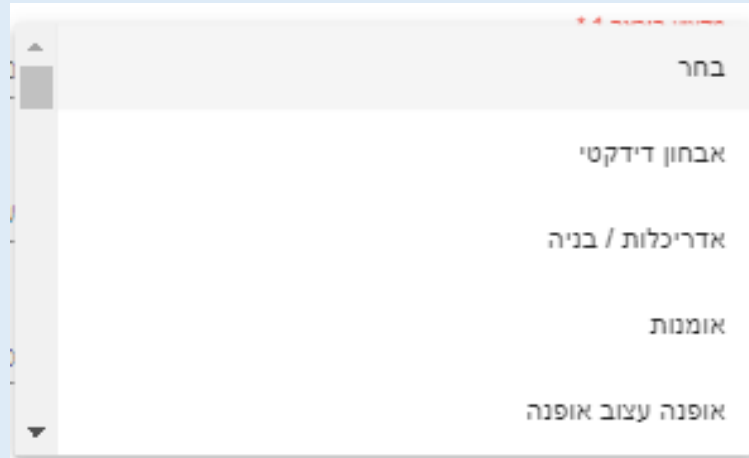 בחר
אבחון דידקטי
אדריכלות / בניה
אומנות
אופנה עצוב אופנה